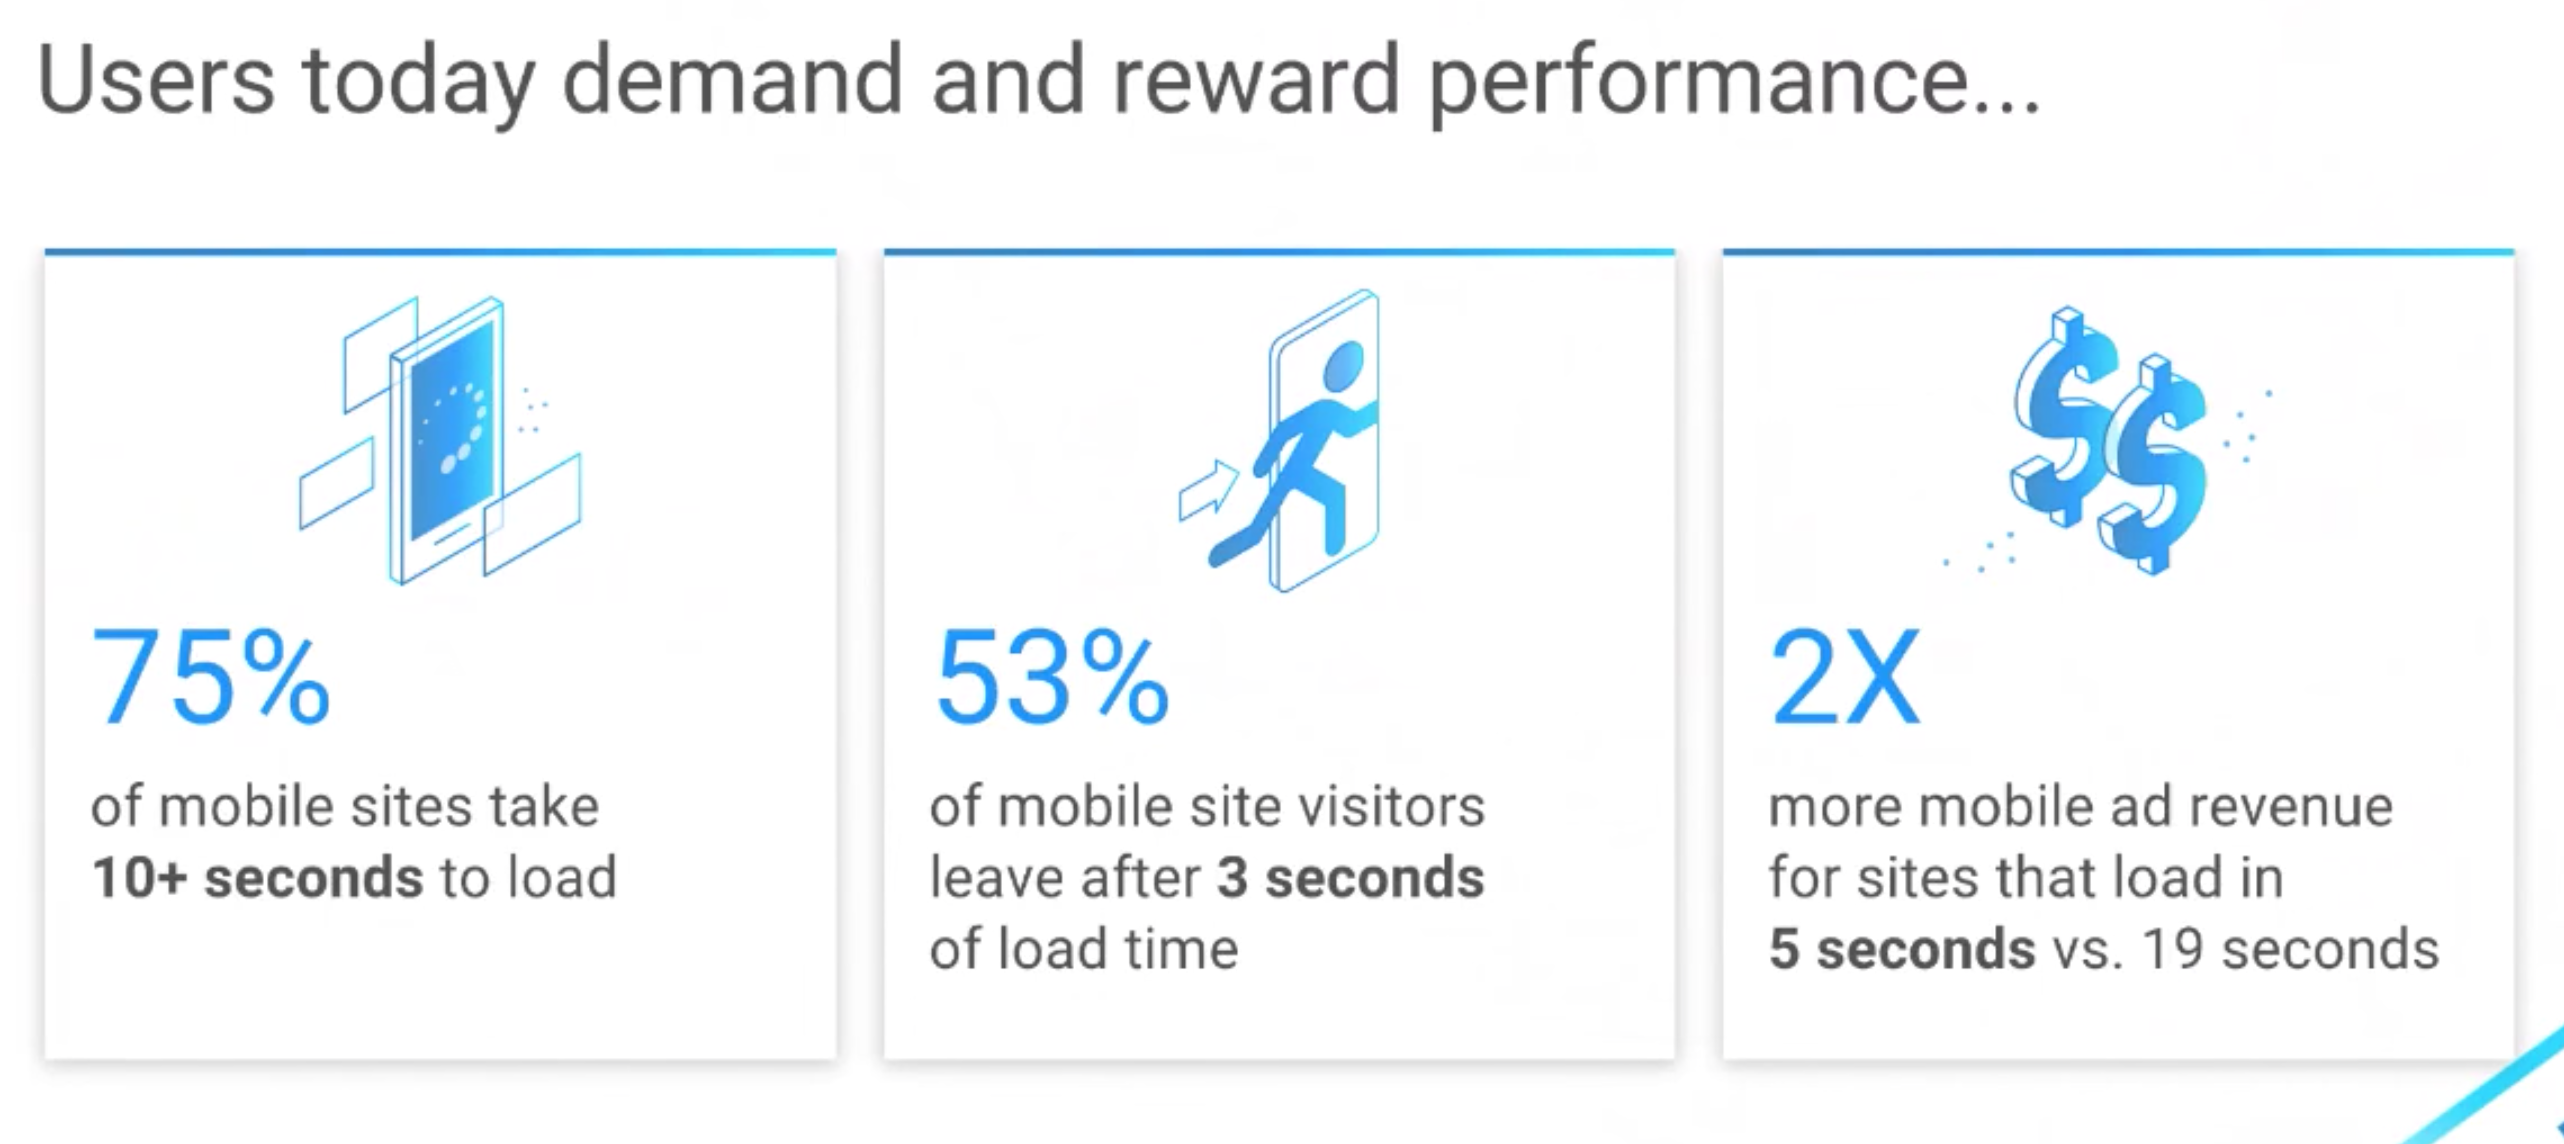 Users today demand and reward performance...
75%
of mobile sites take
10+ seconds to load
53%
of mobile site visitors
leave after 3 seconds
of load time
2X
more mobile ad revenue
for sites that load in
5 seconds vs. 19 seconds